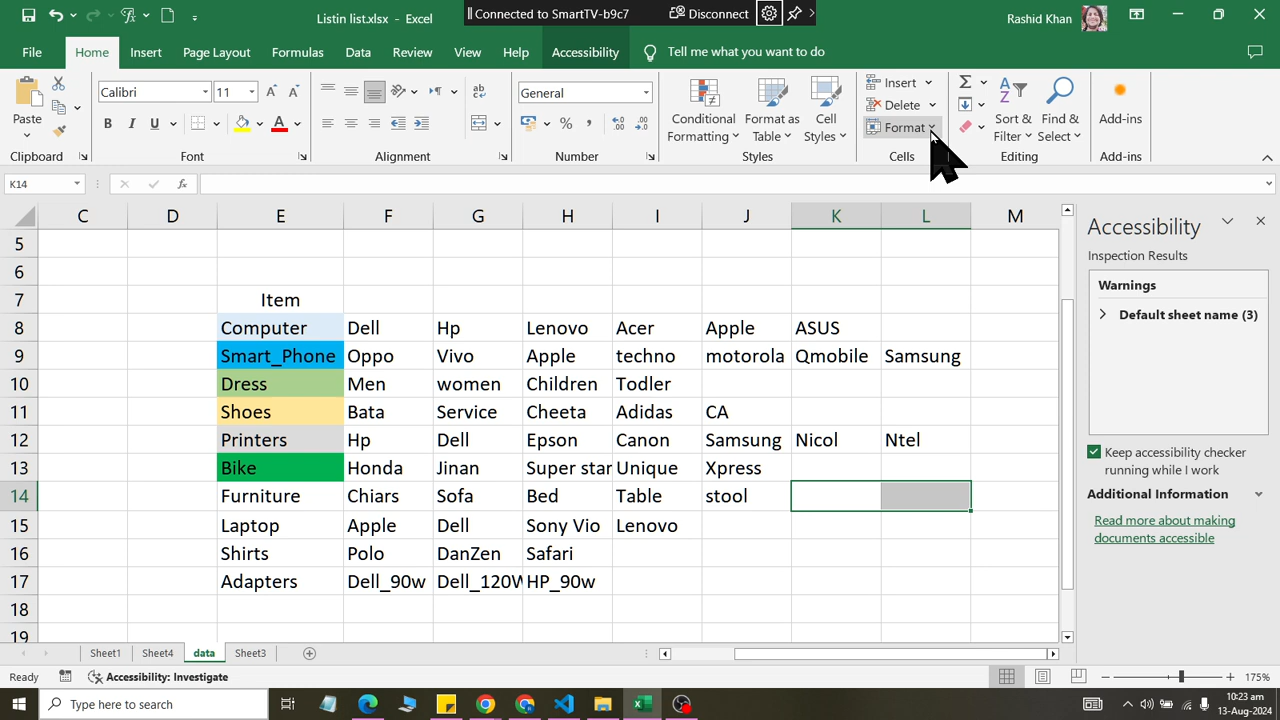 Listin list.xlsx - Excel
Connected to SmartTV-b9c7
Disconnect
Rashid Khan
File Home Insert Page Layout Formulas Data Review View Help Accessibility Tell me what you want to do
Paste
Clipboard
Calibri 11
B I U A
Font
Alignment
ab
General
% ,
Number
Conditional Formatting
Format as Table
Cell Styles
Styles
Insert
Delete
Format
Cells
Sort & Filter
Find & Select
Editing
Add-ins
Add-ins
K14
fx
C D E F G H I J K L M
5
6
7 Item
8 Computer Dell Hp Lenovo Acer Apple ASUS
9 Smart_Phone Oppo Vivo Apple techno motorola Qmobile Samsung
10 Dress Men women Children Todler
11 Shoes Bata Service Cheeta Adidas CA
12 Printers Hp Dell Epson Canon Samsung Nicol Ntel
13 Bike Honda Jinan Super star Unique Xpress
14 Furniture Chiars Sofa Bed Table stool
15 Laptop Apple Dell Sony Vio Lenovo
16 Shirts Polo DanZen Safari
17 Adapters Dell_90w Dell_120W HP_90w
18
19
Accessibility
Inspection Results
Warnings
Default sheet name (3)
Keep accessibility checker
running while I work
Additional Information
Read more about making
documents accessible
Sheet1 Sheet4 data Sheet3
Ready Accessibility: Investigate 175%
Type here to search
10:23 am
13-Aug-2024